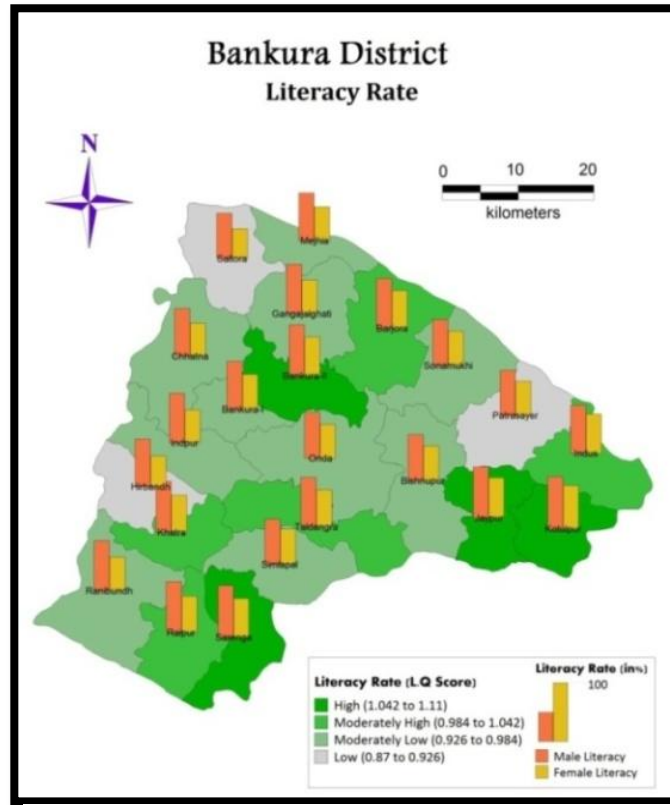 Bankura District
Literacy Rate
N
0 10 20
kilometers
Mejhia
Saltora
Gangajalghati
Barjora
Chhatna
Sonamukhi
Bankura-II
Bankura-I
Patrasayer
Indpur
Indus
Onda
Bishnupur
Hirbandh
Khatra
Taldangra
Jaypur
Kotulpur
Simlapal
Ranibundh
Raipur
Sarenga
Literacy Rate (L.Q Score)
High (1.042 to 1.11)
Moderately High (0.984 to 1.042)
Moderately Low (0.926 to 0.984)
Low (0.87 to 0.926)
Literacy Rate (in%)
100
Male Literacy
Female Literacy